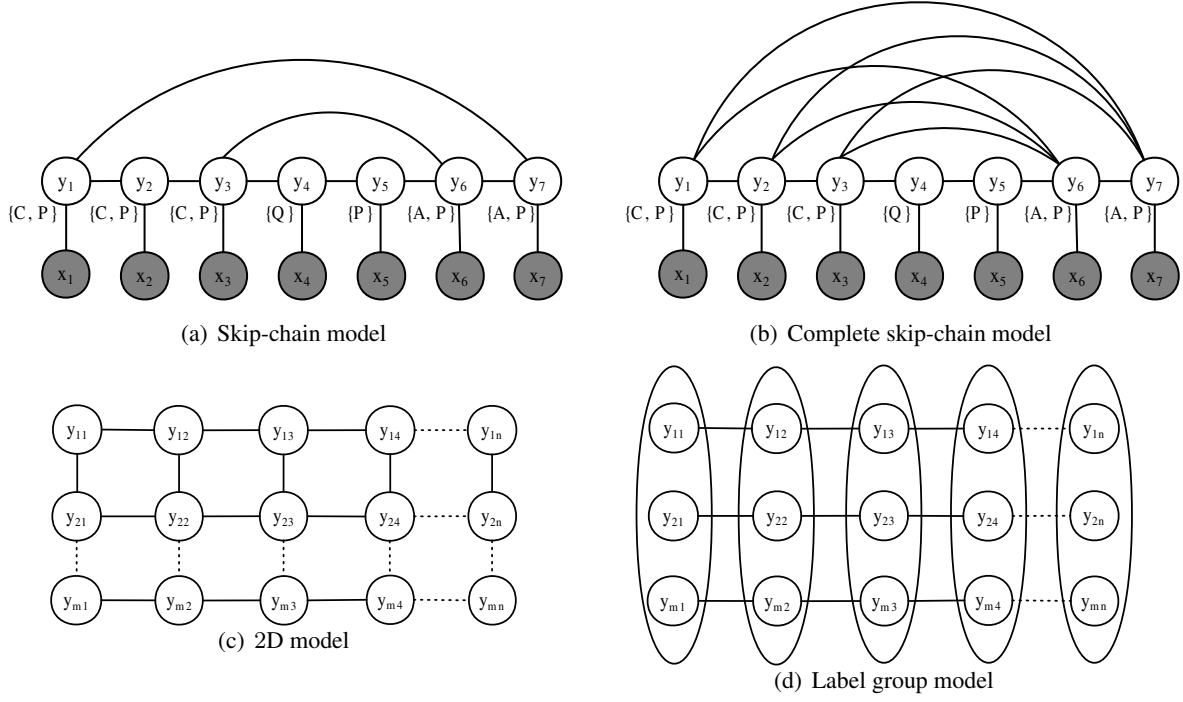 y1 y2 y3 y4 y5 y6 y7
{C, P} {C, P} {C, P} {Q} {P} {A, P} {A, P}
x1 x2 x3 x4 x5 x6 x7
(a) Skip-chain model
y1 y2 y3 y4 y5 y6 y7
{C, P} {C, P} {C, P} {Q} {P} {A, P} {A, P}
x1 x2 x3 x4 x5 x6 x7
(b) Complete skip-chain model
y11 y12 y13 y14 y1n
y21 y22 y23 y24 y2n
ym1 ym2 ym3 ym4 ymn
(c) 2D model
y11 y12 y13 y14 y1n
y21 y22 y23 y24 y2n
ym1 ym2 ym3 ym4 ymn
(d) Label group model